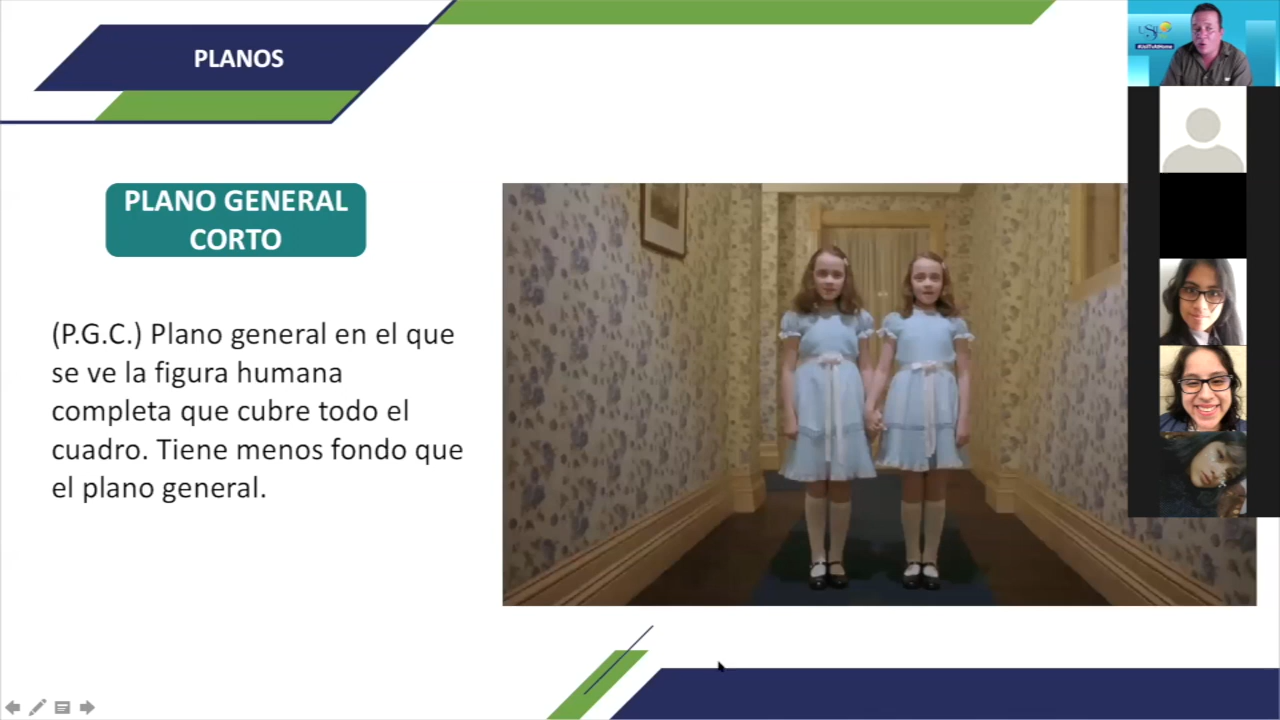 PLANOS
PLANO GENERAL
CORTO
(P.G.C.) Plano general en el que
se ve la figura humana
completa que cubre todo el
cuadro. Tiene menos fondo que
el plano general.